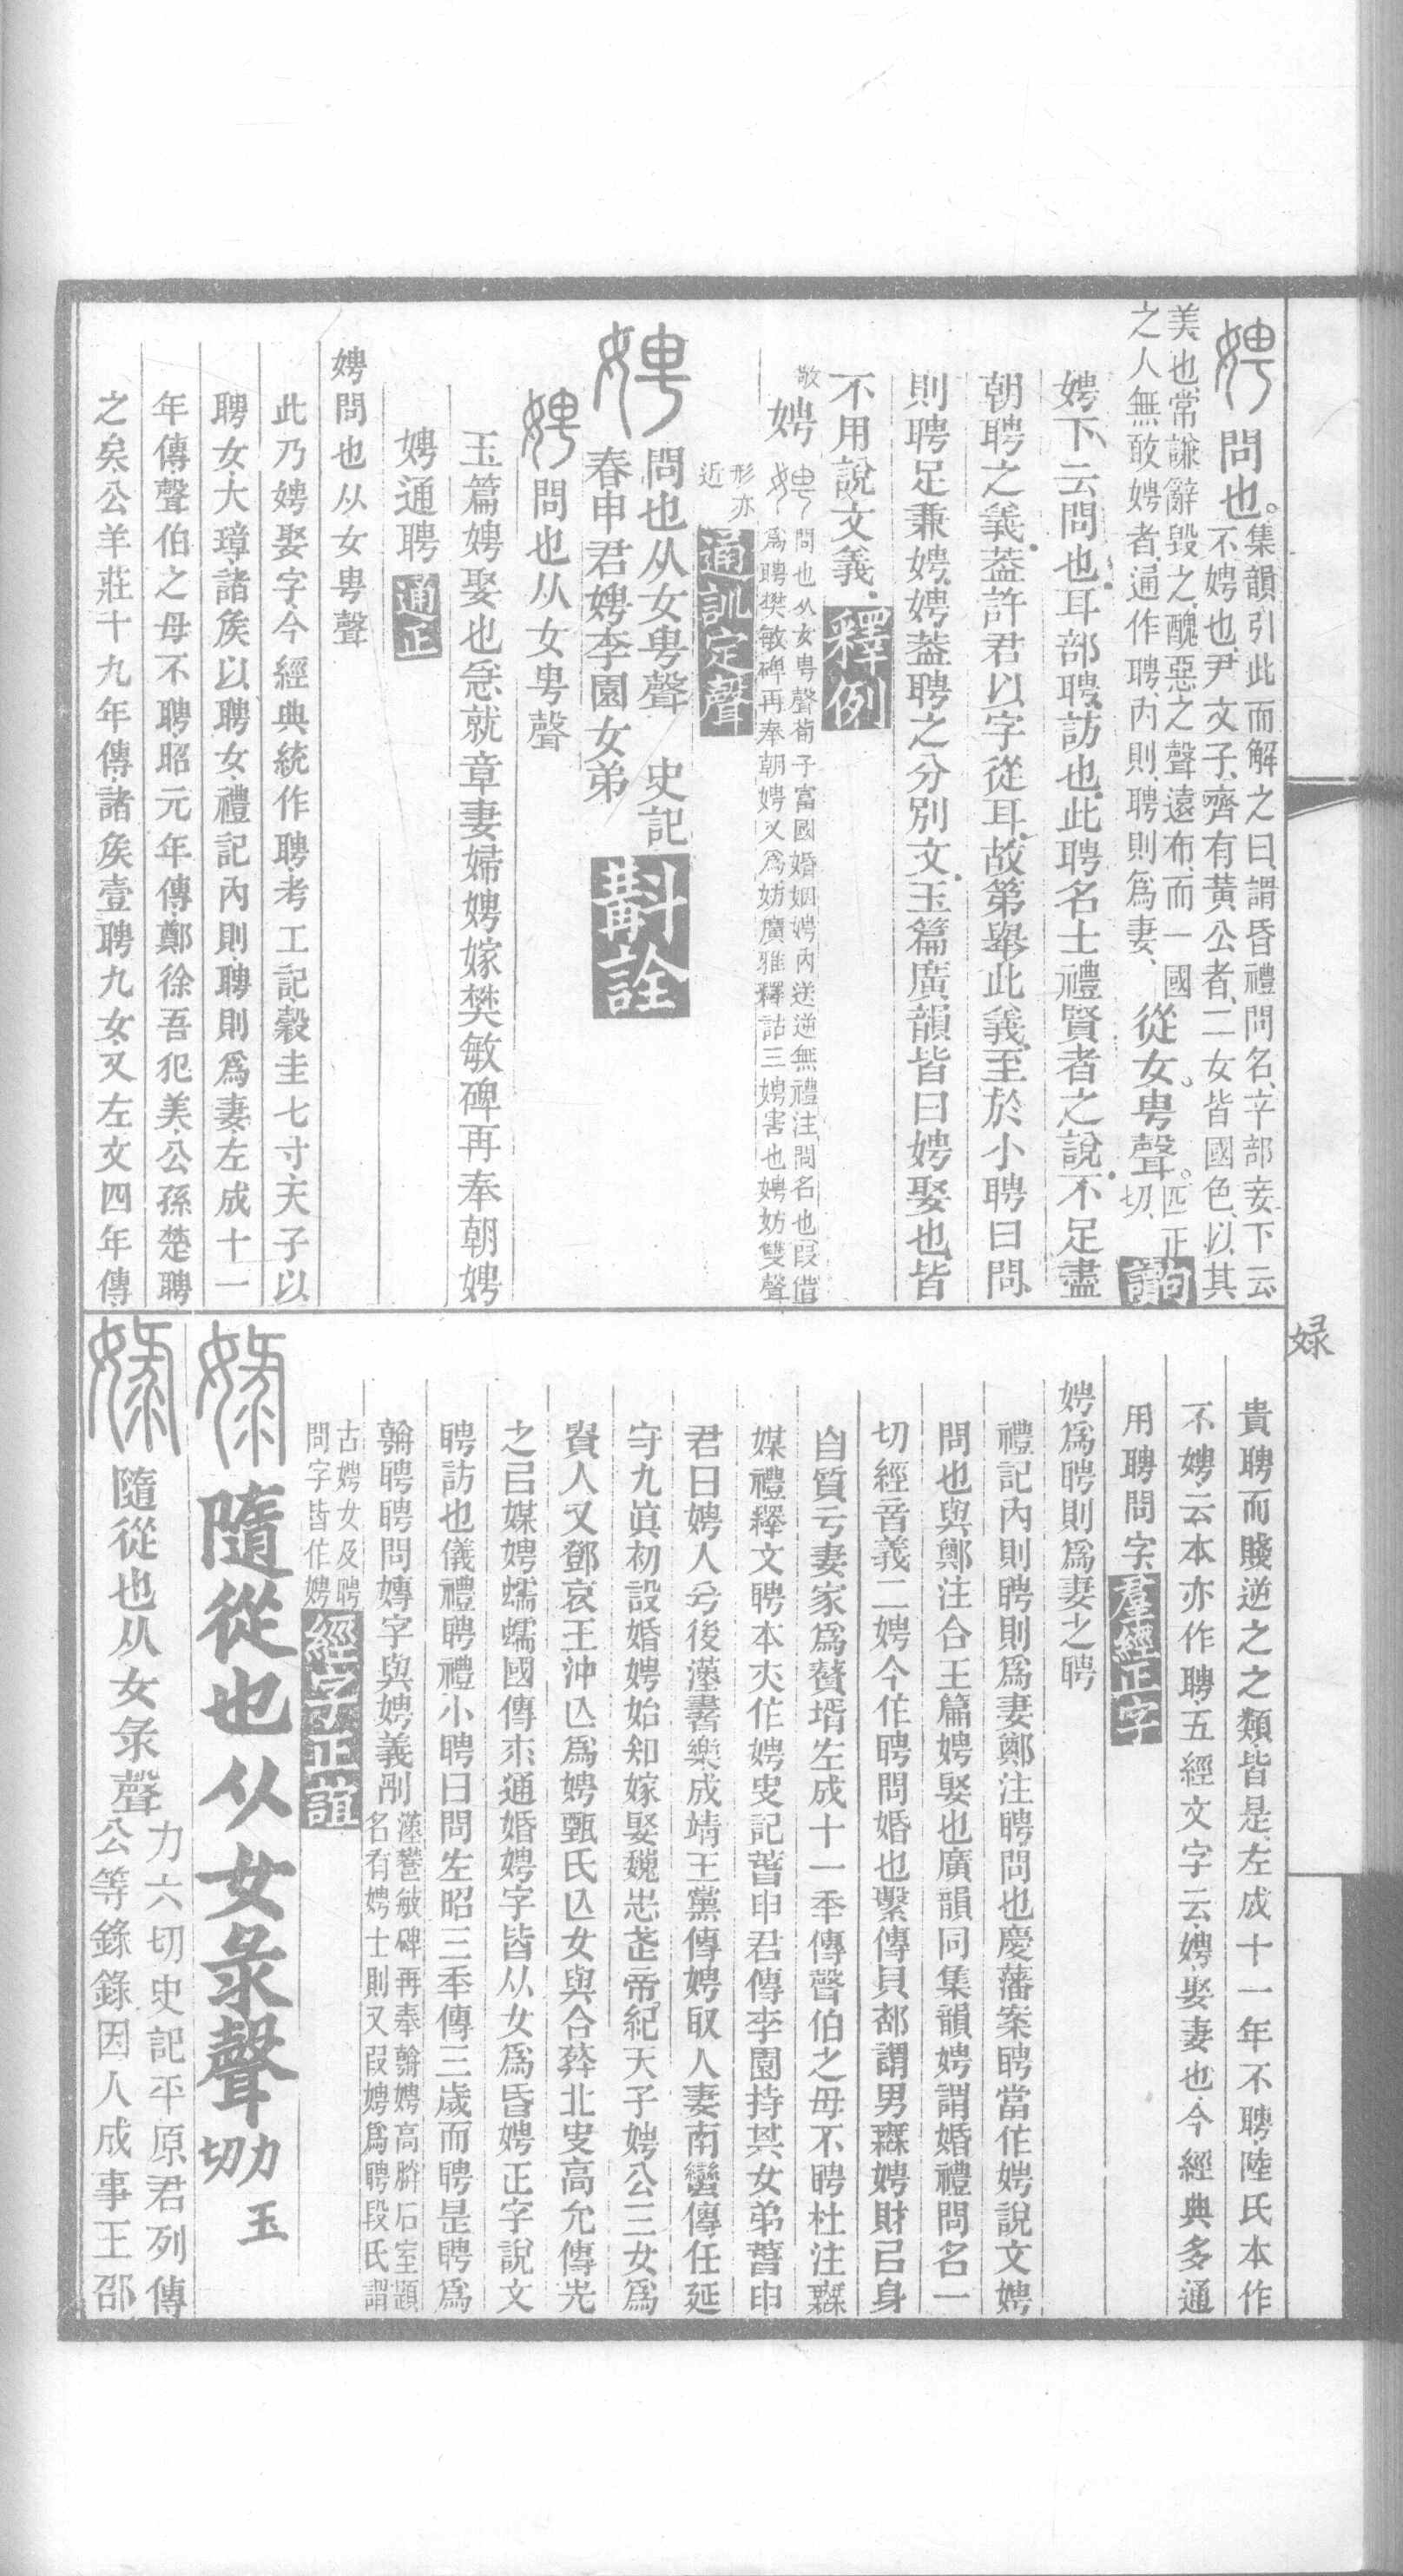 娉問也。集韻引此而解之曰、謂昏禮問名、辛部妾下云
不娉也、尹文子、齊有黃公者、二女皆國色、以其
美也、常謙辭毀之、醜惡之聲遠布、而一國
之人無敢娉者、通作聘、內則、聘則爲妻、
從女甹聲。匹正切、
句讀
娉下云問也、耳部聘、訪也、此聘名士禮賢者之說、不足盡
朝聘之義、葢許君以字從耳、故第舉此義、至於小聘曰問、
則聘足兼娉、娉葢聘之分別文、玉篇廣韻皆曰娉娶也、皆
不用說文義、釋例
敬
娉 問也从女甹聲荀子富國婚姻娉內送逆無禮注問名也叚借
爲聘樊敏碑再奉朝娉又爲妨廣雅釋詁三娉害也娉妨雙聲
形亦
近
通訓定聲
娉問也从女甹聲 史記
春申君娉李園女弟
斠詮
娉問也从女甹聲
玉篇娉娶也急就章妻婦娉嫁樊敏碑再奉朝娉
娉通聘 通正
娉問也从女甹聲
此乃娉娶字今經典統作聘考工記穀圭七寸天子以
聘女大璋諸矦以聘女禮記內則聘則爲妻左成十一
年傳聲伯之母不聘昭元年傳鄭徐吾犯美公孫楚聘
之矣公羊莊十九年傳諸矦壹聘九女又左文四年傳
貴聘而賤逆之之類皆是左成十一年不聘陸氏本作
不娉云本亦作聘五經文字云娉娶妻也今經典多通
用聘問字羣經正字
娉爲聘則爲妻之聘
禮記內則聘則爲妻鄭注聘問也慶藩案聘當作娉說文娉
問也與鄭注合玉篇娉娶也廣韻同集韻娉謂婚禮問名一
切經音義二娉今作聘問婚也繫傳貝部謂男無娉財㠯身
自質亏妻家爲贅壻左成十一年傳聲伯之母不聘杜注無
媒禮釋文聘本亦作娉史記春申君傳李園持其女弟春申
君曰娉人乎後漢書樂成靖王黨傳娉取人妻南蠻傳任延
守九眞初設婚娉始知嫁娶魏志武帝紀天子娉公三女爲
貴人又鄧哀王沖亾爲娉甄氏亾女與合葬北史高允傳先
之㠯媒娉蠕蠕國傳求通婚娉字皆从女爲昏娉正字說文
聘訪也儀禮聘禮小聘曰問左昭三年傳三歲而聘是聘爲
朝聘聘問專字與娉義別 漢樊敏碑再奉朝娉高朕石室題
名有娉士則又叚娉爲聘段氏謂
古娉女及聘
問字皆作娉
經字正誼
娽隨從也从女彔聲力玉切
娽隨從也从女彔聲力六切史記平原君列傳
公等錄錄因人成事王邵
娽